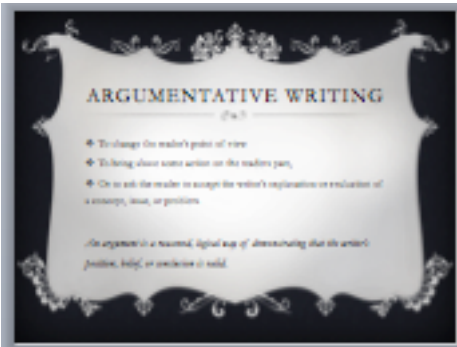 ARGUMENTATIVE WRITING
❖ To change the reader's point of view
❖ To bring about some action on the readers part,
❖ Or to ask the reader to accept the writer's explanation or evaluation of
a concept, issue, or problem
An argument is a reasoned, logical way of demonstrating that the writer's
position, belief, or conclusion is valid.